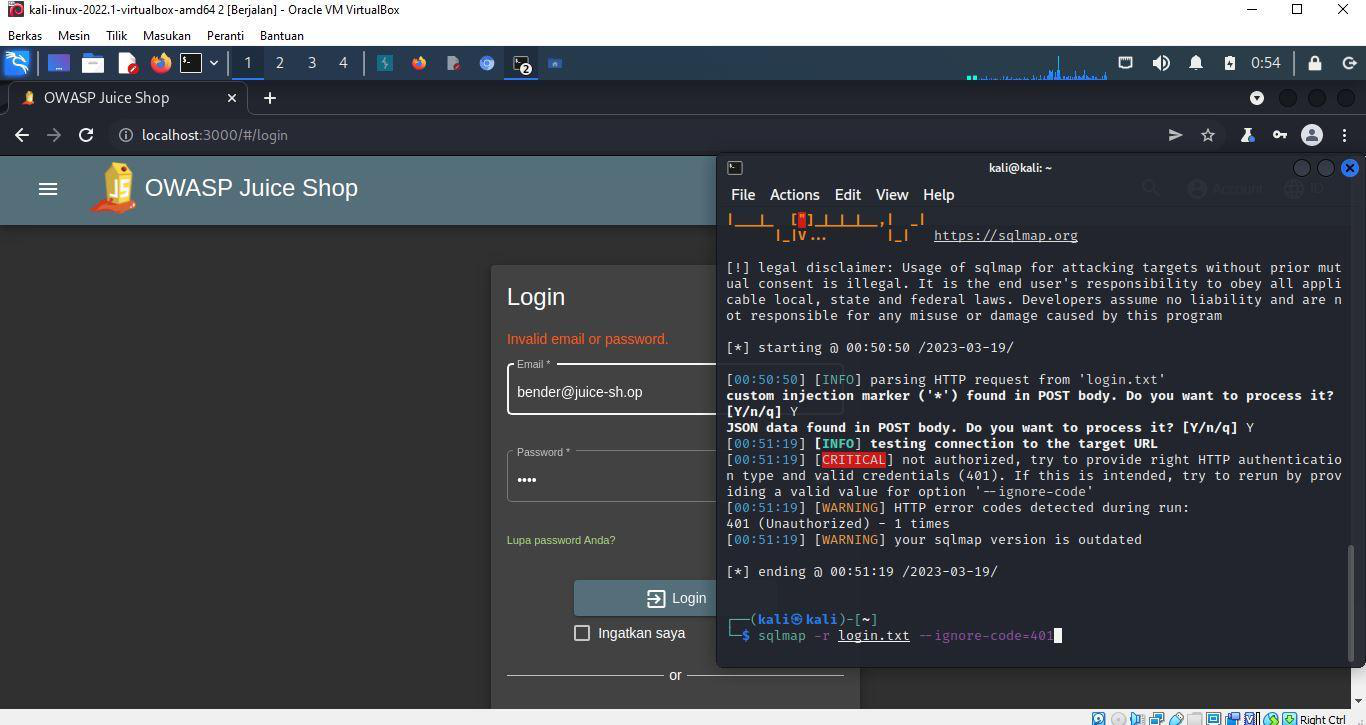 kali-linux-2022.1-virtualbox-amd64 2 [Berjalan] - Oracle VM VirtualBox
Berkas Mesin Tilik Masukan Peranti Bantuan
1 2 3 4 2 0:54
OWASP Juice Shop
localhost:3000/#/login
OWASP Juice Shop
Account
Login
Invalid email or password.
Email *
bender@juice-sh.op
Password *
••••
Lupa password Anda?
Login
Ingatkan saya
or
kali@kali: ~
File Actions Edit View Help
|___|_ ["]_|_|_|__,| _|
|_|V... |_| https://sqlmap.org
[!] legal disclaimer: Usage of sqlmap for attacking targets without prior mut
ual consent is illegal. It is the end user's responsibility to obey all appli
cable local, state and federal laws. Developers assume no liability and are n
ot responsible for any misuse or damage caused by this program
[*] starting @ 00:50:50 /2023-03-19/
[00:50:50] [INFO] parsing HTTP request from 'login.txt'
custom injection marker ('*') found in POST body. Do you want to process it?
[Y/n/q] Y
JSON data found in POST body. Do you want to process it? [Y/n/q] Y
[00:51:19] [INFO] testing connection to the target URL
[00:51:19] [CRITICAL] not authorized, try to provide right HTTP authenticatio
n type and valid credentials (401). If this is intended, try to rerun by prov
iding a valid value for option '--ignore-code'
[00:51:19] [WARNING] HTTP error codes detected during run:
401 (Unauthorized) - 1 times
[00:51:19] [WARNING] your sqlmap version is outdated
[*] ending @ 00:51:19 /2023-03-19/
┌──(kali㉿kali)-[~]
└─$ sqlmap -r login.txt --ignore-code=401
Right Ctrl